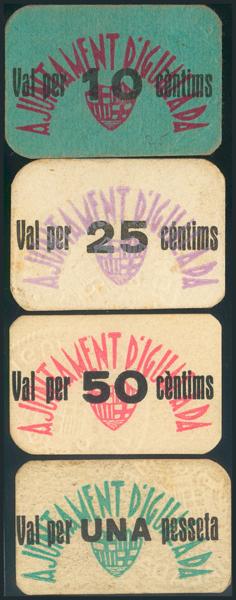 AJUNTAMENT D'IGUALADA
Val per 10 cèntims
AJUNTAMENT D'IGUALADA
Val per 25 cèntims
AJUNTAMENT D'IGUALADA
Val per 50 cèntims
AJUNTAMENT D'IGUALADA
Val per UNA pesseta